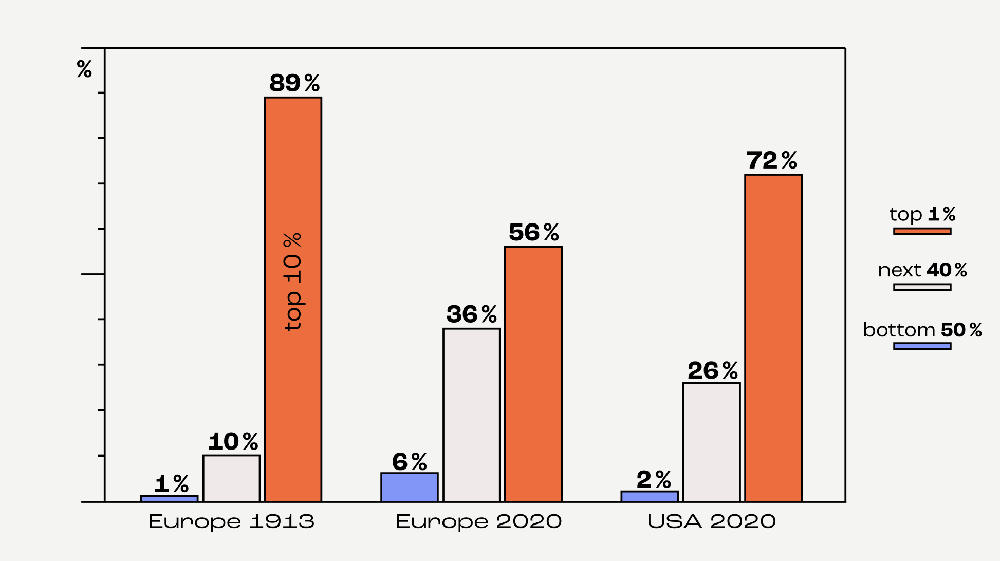 %
89%
72%
top 1%
56%
top 10%
next 40%
36%
bottom 50%
26%
10%
6%
2%
1%
Europe 1913
Europe 2020
USA 2020